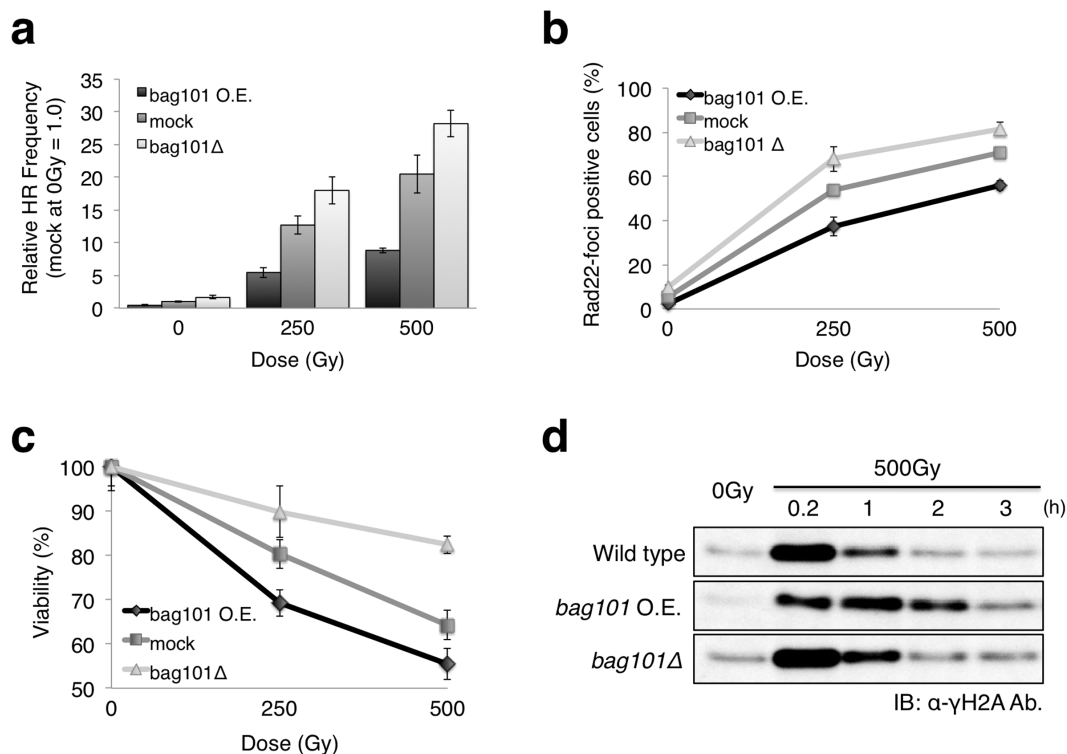 a
Relative HR Frequency
(mock at 0Gy = 1.0)
35
30
25
20
15
10
5
0
bag101 O.E.
mock
bag101Δ
0 250 500
Dose (Gy)
b
Rad22-foci positive cells (%)
100
80
60
40
20
0
bag101 O.E.
mock
bag101 Δ
0 250 500
Dose (Gy)
c
Viability (%)
100
90
80
70
60
50
bag101 O.E.
mock
bag101Δ
0 250 500
Dose (Gy)
d
500Gy
0Gy
0.2 1 2 3 (h)
Wild type
bag101 O.E.
bag101Δ
IB: α-γH2A Ab.